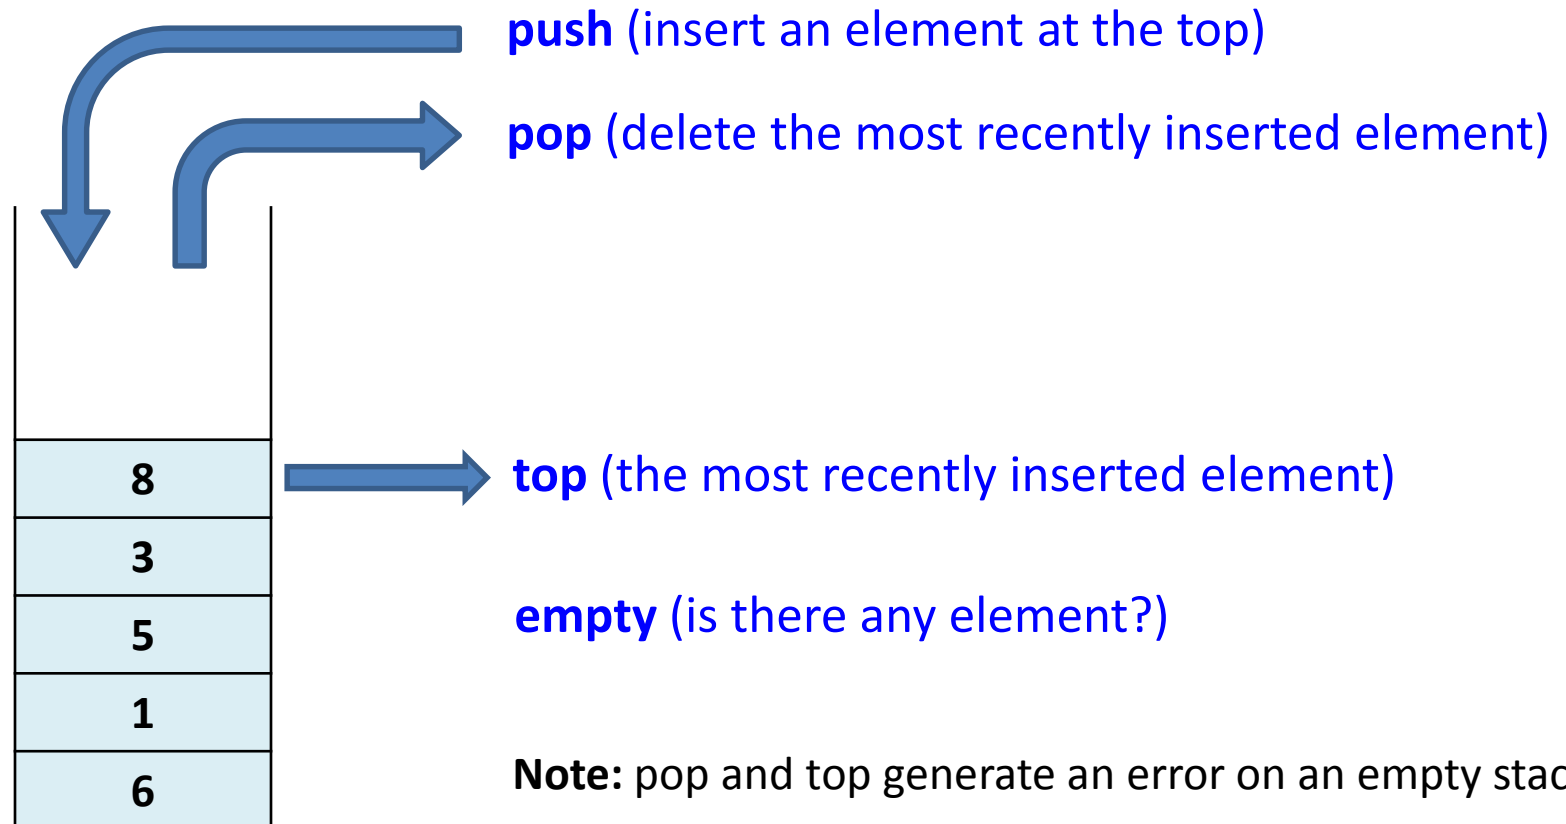 push (insert an element at the top)
pop (delete the most recently inserted element)
8
top (the most recently inserted element)
3
5
empty (is there any element?)
1
6
Note: pop and top generate an error on an empty